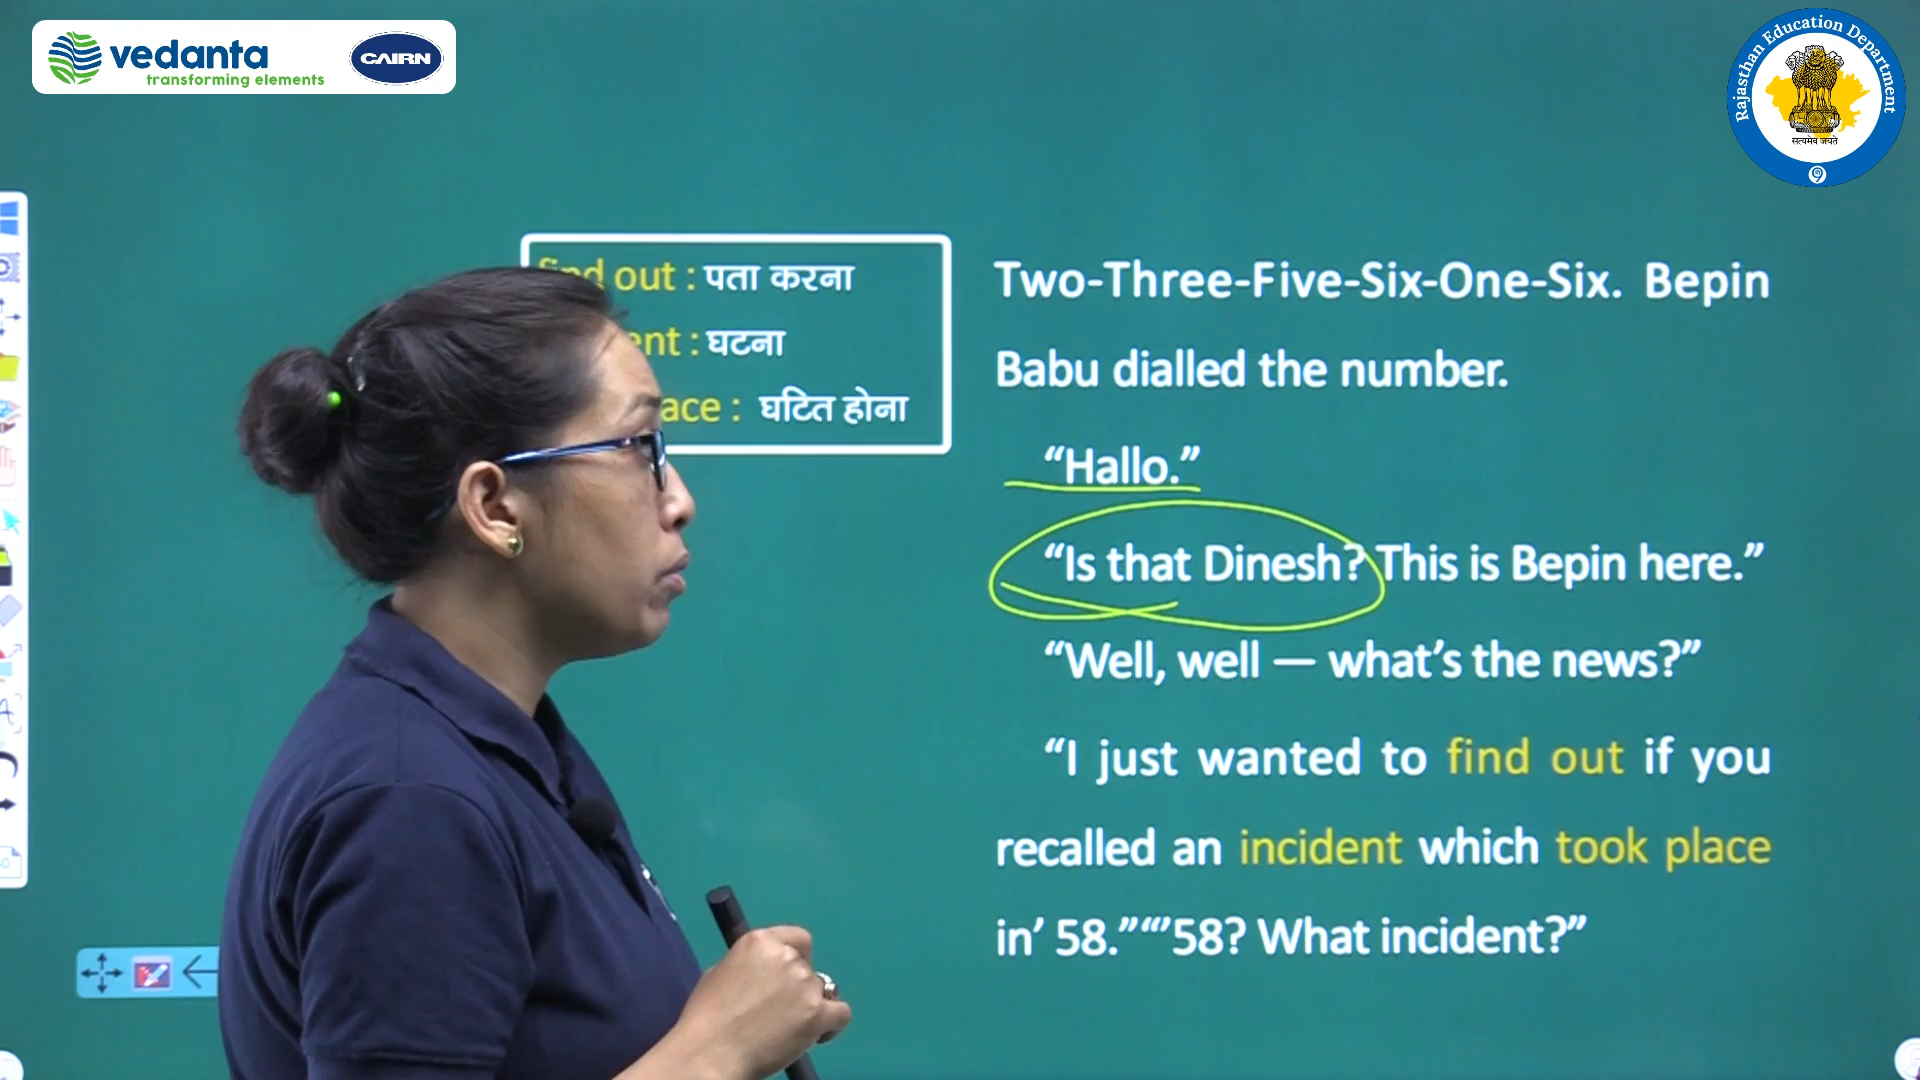 vedanta
transforming elements
CAIRN
Rajasthan Education Department
सत्यमेव जयते
find out : पता करना
ent : घटना
ace : घटित होना
Two-Three-Five-Six-One-Six. Bepin
Babu dialled the number.
“Hallo.”
“Is that Dinesh? This is Bepin here.”
“Well, well — what’s the news?”
“I just wanted to find out if you
recalled an incident which took place
in’ 58.”“‘’58? What incident?”